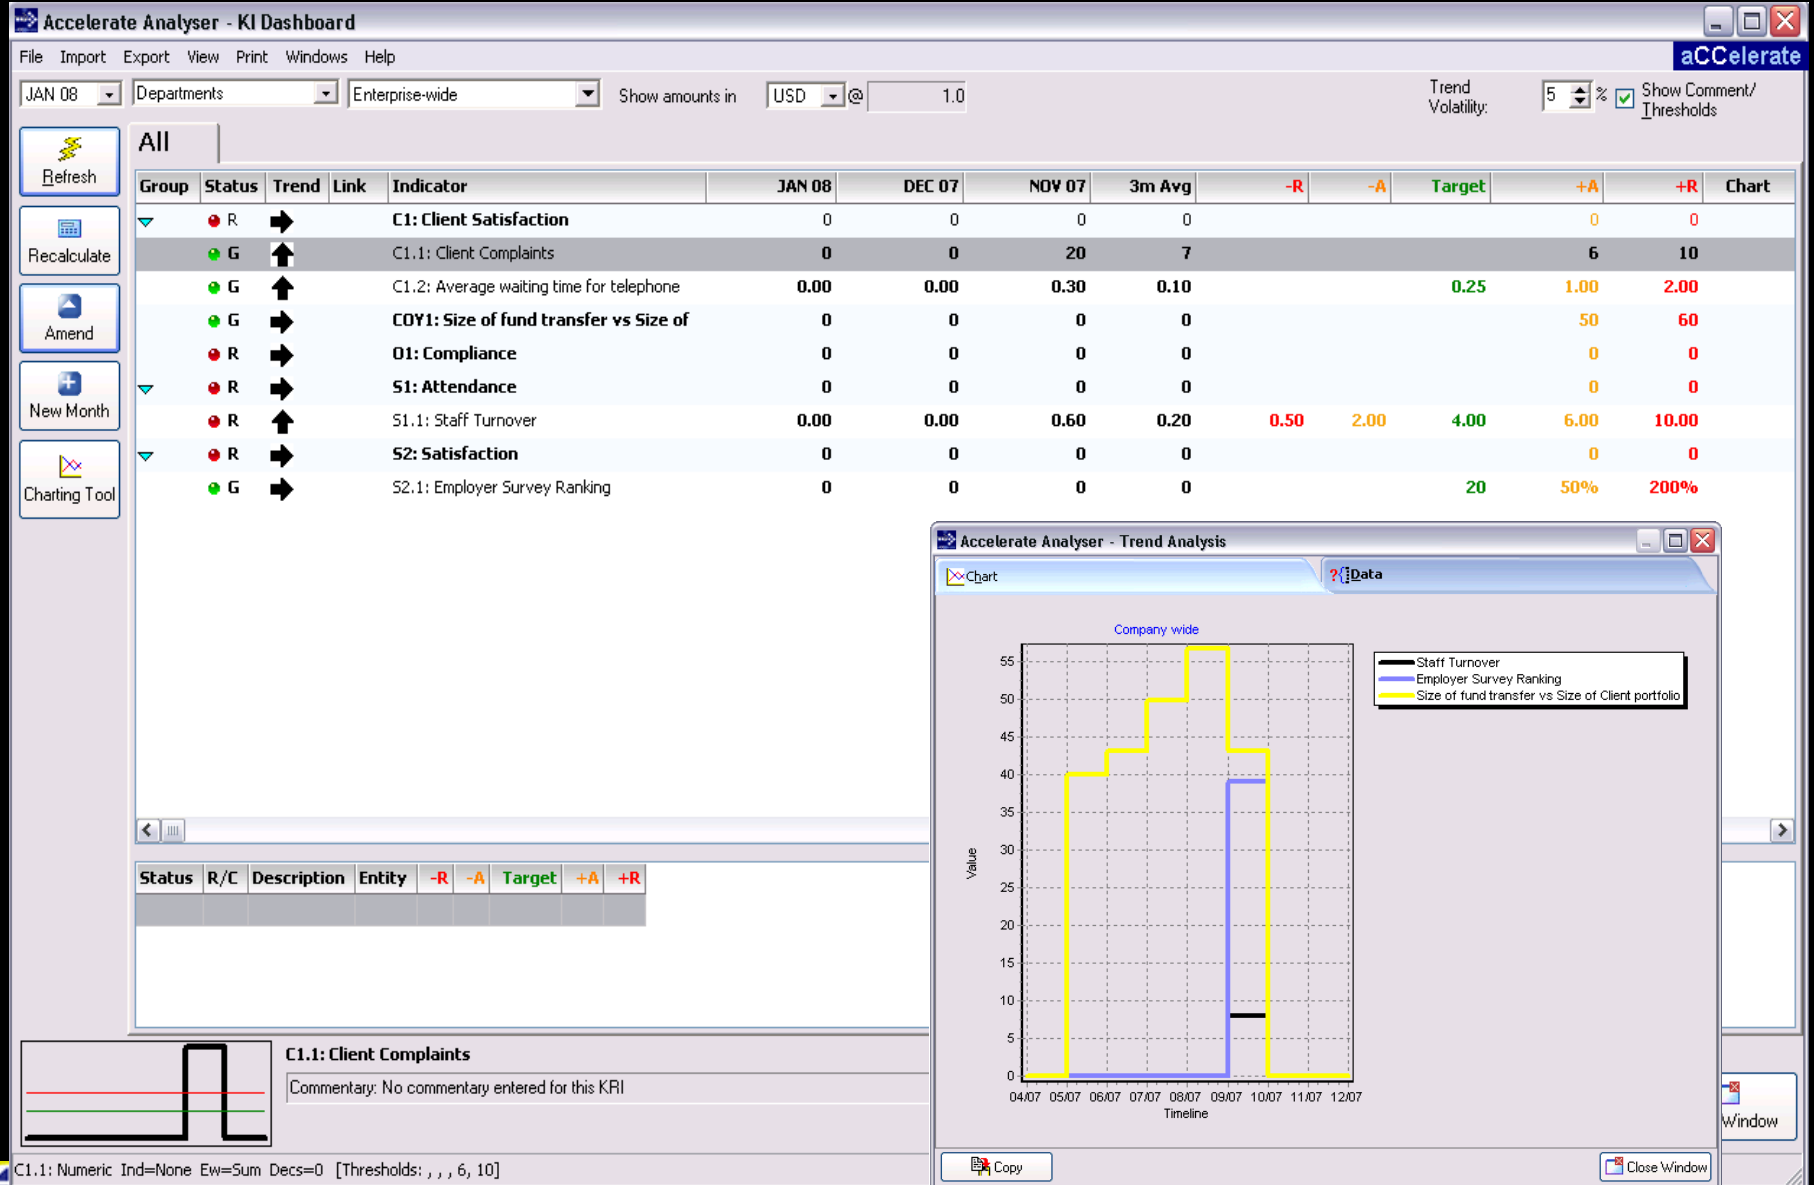 Accelerate Analyser - KI Dashboard
File Import Export View Print Windows Help
aCCelerate
JAN 08 Departments Enterprise-wide Show amounts in USD @ 1.0 Trend Volatility: 5 % Show Comment/ Thresholds
All
Refresh
Recalculate
Amend
New Month
Charting Tool
Group Status Trend Link Indicator JAN 08 DEC 07 NOV 07 3m Avg -R -A Target +A +R Chart
R C1: Client Satisfaction 0 0 0 0 0 0
G C1.1: Client Complaints 0 0 20 7 6 10
G C1.2: Average waiting time for telephone 0.00 0.00 0.30 0.10 0.25 1.00 2.00
G COY1: Size of fund transfer vs Size of 0 0 0 0 50 60
R O1: Compliance 0 0 0 0 0 0
R S1: Attendance 0 0 0 0 0 0
R S1.1: Staff Turnover 0.00 0.00 0.60 0.20 0.50 2.00 4.00 6.00 10.00
R S2: Satisfaction 0 0 0 0 0 0
G S2.1: Employer Survey Ranking 0 0 0 0 20 50% 200%
Status R/C Description Entity -R -A Target +A +R
C1.1: Client Complaints
Commentary: No commentary entered for this KRI
C1.1: Numeric Ind=None Ew=Sum Decs=0 [Thresholds: , , , 6, 10]
Window
Accelerate Analyser - Trend Analysis
Chart
?{}Data
Company wide
55
50
45
40
35
30
25
20
15
10
5
0
Value
04/07 05/07 06/07 07/07 08/07 09/07 10/07 11/07 12/07
Timeline
Staff Turnover
Employer Survey Ranking
Size of fund transfer vs Size of Client portfolio
Copy
Close Window